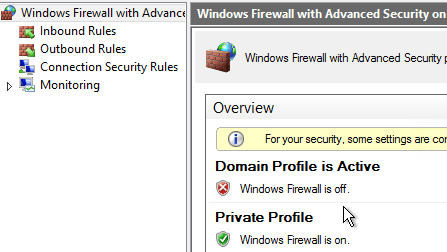 Windows Firewall with Advance
Inbound Rules
Outbound Rules
Connection Security Rules
Monitoring
Windows Firewall with Advanced Security on
Windows Firewall with Advanced Security p
Overview
For your security, some settings are con
Domain Profile is Active
Windows Firewall is off.
Private Profile
Windows Firewall is on.